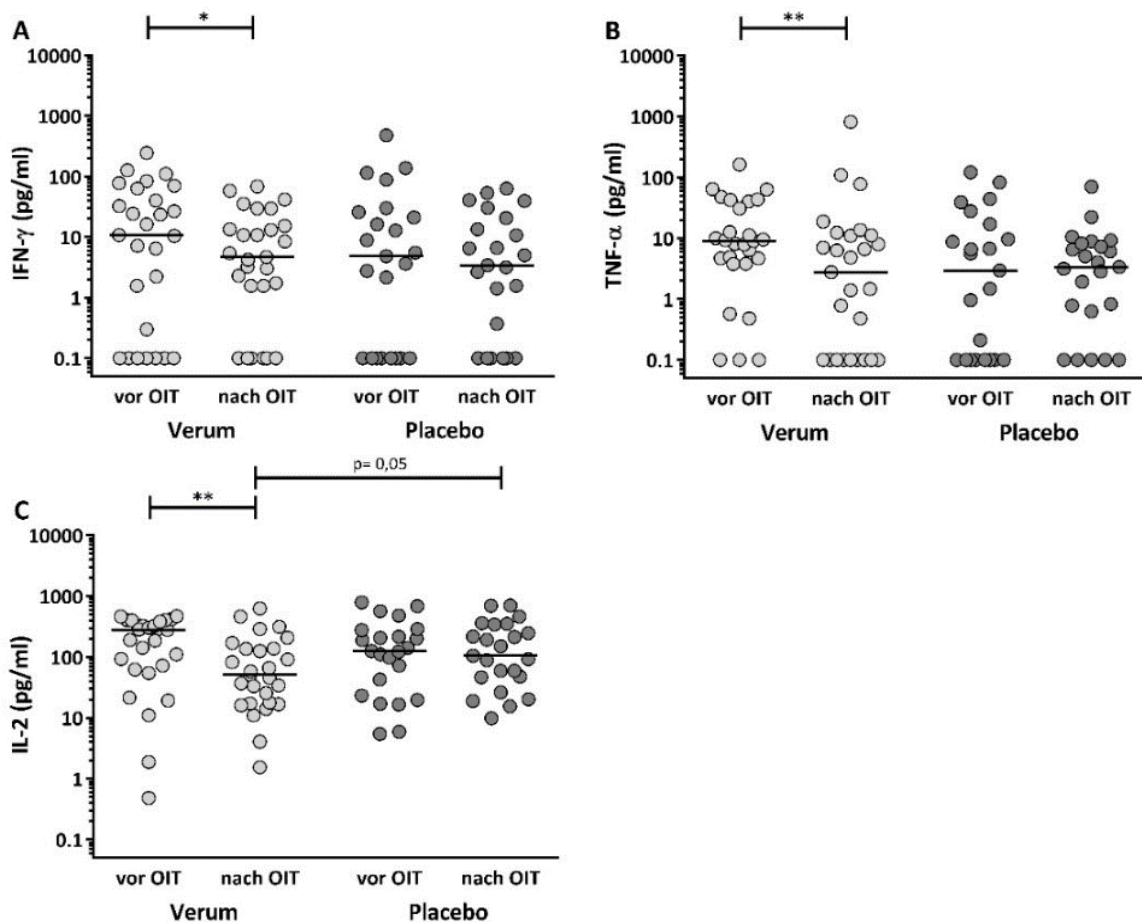 A
*
IFN-γ (pg/ml)
10000
1000
100
10
1
0.1
vor OIT nach OIT vor OIT nach OIT
Verum Placebo
B
**
TNF-α (pg/ml)
10000
1000
100
10
1
0.1
vor OIT nach OIT vor OIT nach OIT
Verum Placebo
p= 0,05
**
C
IL-2 (pg/ml)
10000
1000
100
10
1
0.1
vor OIT nach OIT vor OIT nach OIT
Verum Placebo